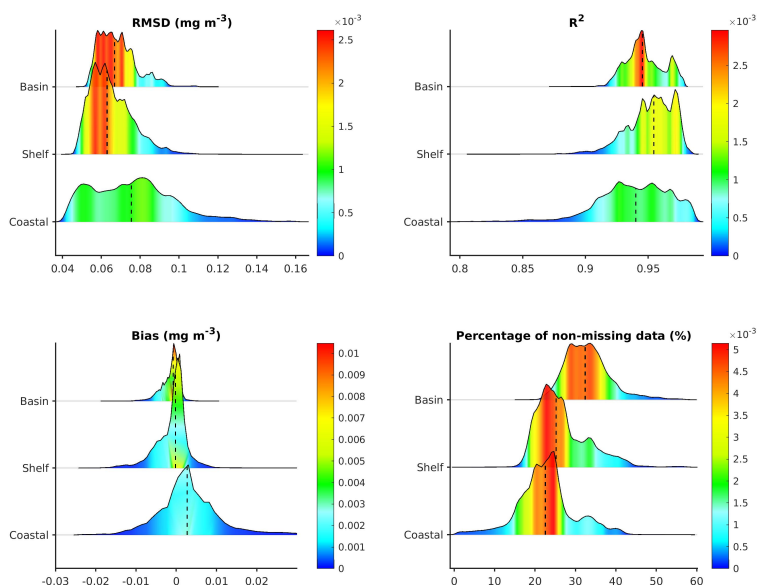 RMSD (mg m-3)
×10-3
2.5
2
1.5
1
0.5
0
Basin
Shelf
Coastal
0.04 0.06 0.08 0.1 0.12 0.14 0.16
R2
×10-3
2.5
2
1.5
1
0.5
0
Basin
Shelf
Coastal
0.8 0.85 0.9 0.95
Bias (mg m-3)
0.01
0.009
0.008
0.007
0.006
0.005
0.004
0.003
0.002
0.001
0
Basin
Shelf
Coastal
-0.03 -0.02 -0.01 0 0.01 0.02
Percentage of non-missing data (%)
×10-3
5
4.5
4
3.5
3
2.5
2
1.5
1
0.5
0
Basin
Shelf
Coastal
0 10 20 30 40 50 60